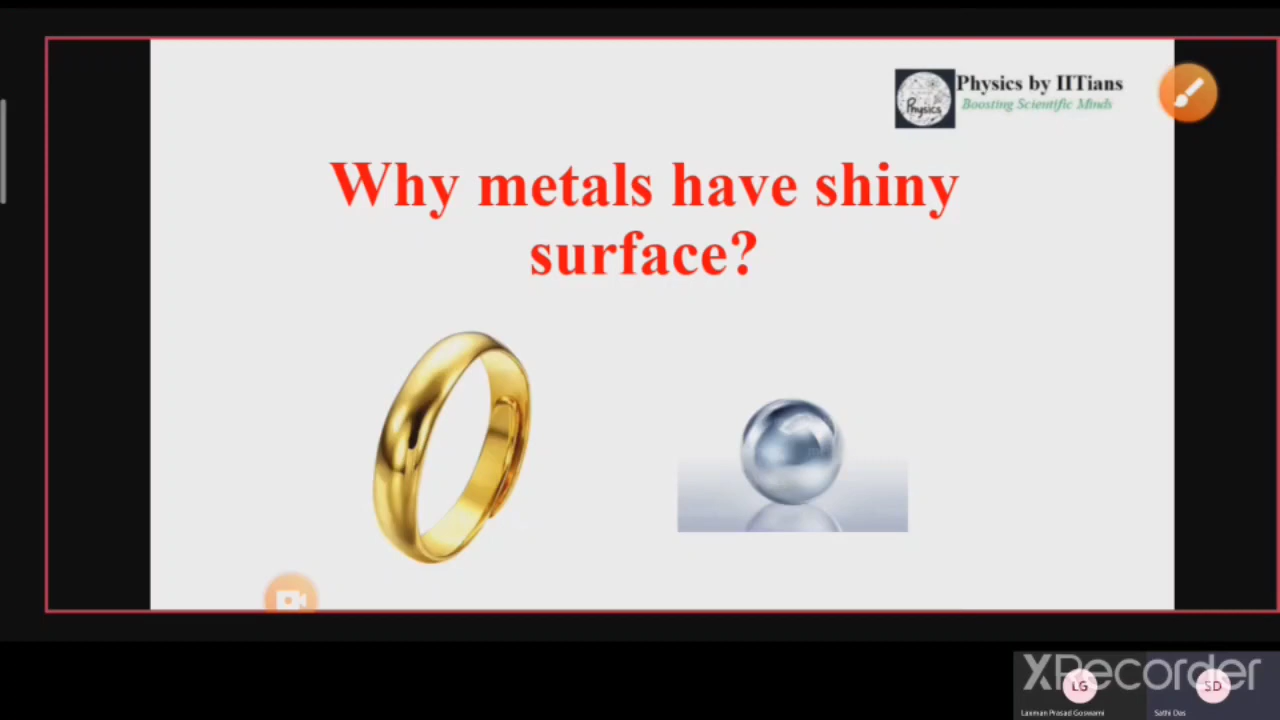 Physics by IITians
Boosting Scientific Minds
Physics
Why metals have shiny
surface?
XRecorder
LG
SD
Laxman Prasad Goswami
Sathi Das